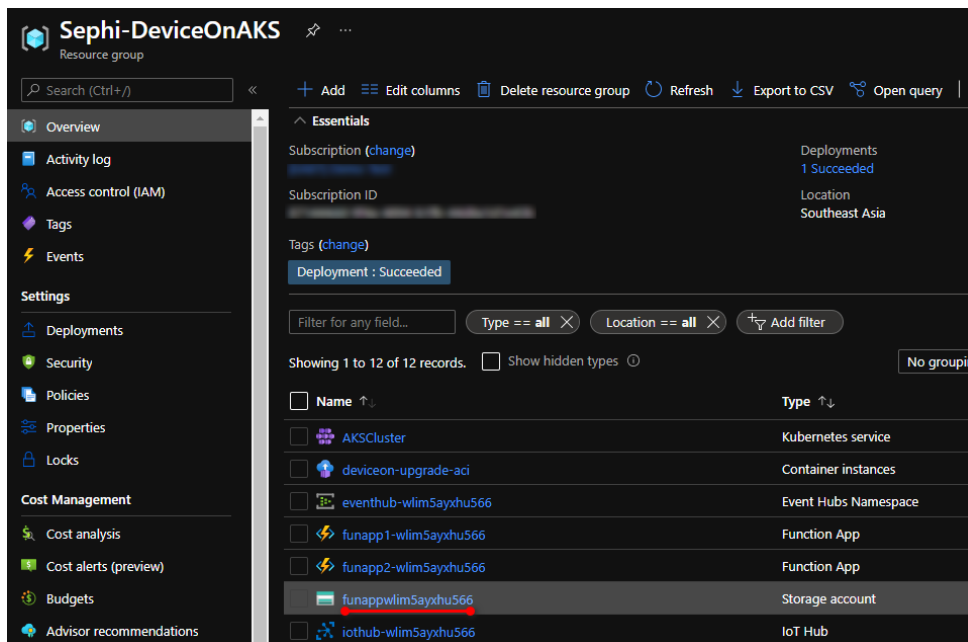 Sephi-DeviceOnAKS
Resource group
Search (Ctrl+/)
Overview
Activity log
Access control (IAM)
Tags
Events
Settings
Deployments
Security
Policies
Properties
Locks
Cost Management
Cost analysis
Cost alerts (preview)
Budgets
Advisor recommendations
Add Edit columns Delete resource group Refresh Export to CSV Open query
Essentials
Subscription (change)
Deployments
1 Succeeded
Subscription ID
Location
Southeast Asia
Tags (change)
Deployment : Succeeded
Filter for any field... Type == all Location == all Add filter
Showing 1 to 12 of 12 records. Show hidden types
Name Type
AKSCluster Kubernetes service
deviceon-upgrade-aci Container instances
eventhub-wlim5ayxhu566 Event Hubs Namespace
funapp1-wlim5ayxhu566 Function App
funapp2-wlim5ayxhu566 Function App
funappwlim5ayxhu566 Storage account
iothub-wlim5ayxhu566 IoT Hub